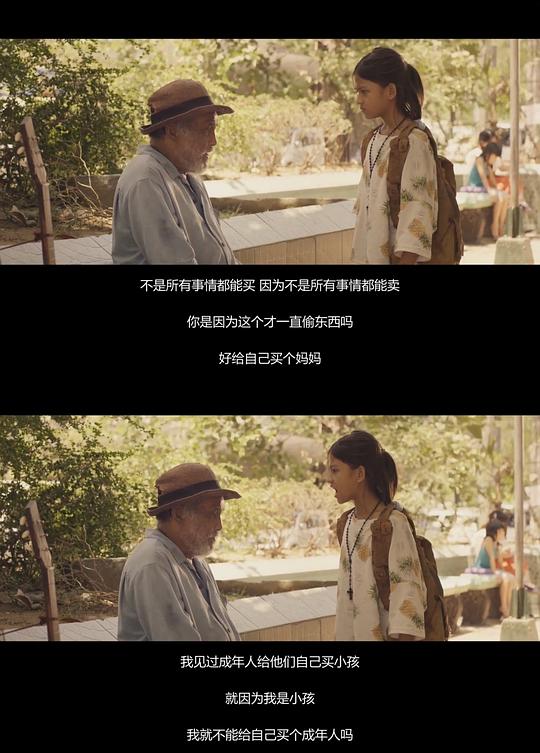 不是所有事情都能买 因为不是所有事情都能卖
你是因为这个才一直偷东西吗
好给自己买个妈妈
我见过成年人给他们自己买小孩
就因为我是小孩
我就不能给自己买个成年人吗